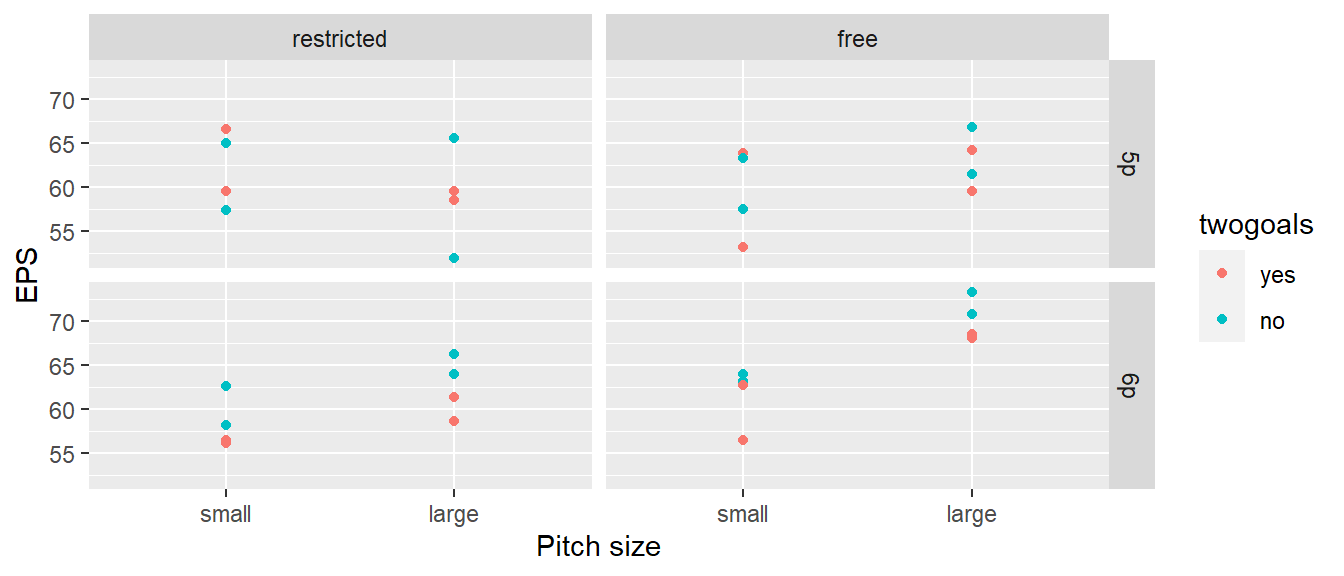 restricted
free
70
65
60
55
5p
70
65
60
55
6p
EPS
small
large
small
large
Pitch size
twogoals
yes
no